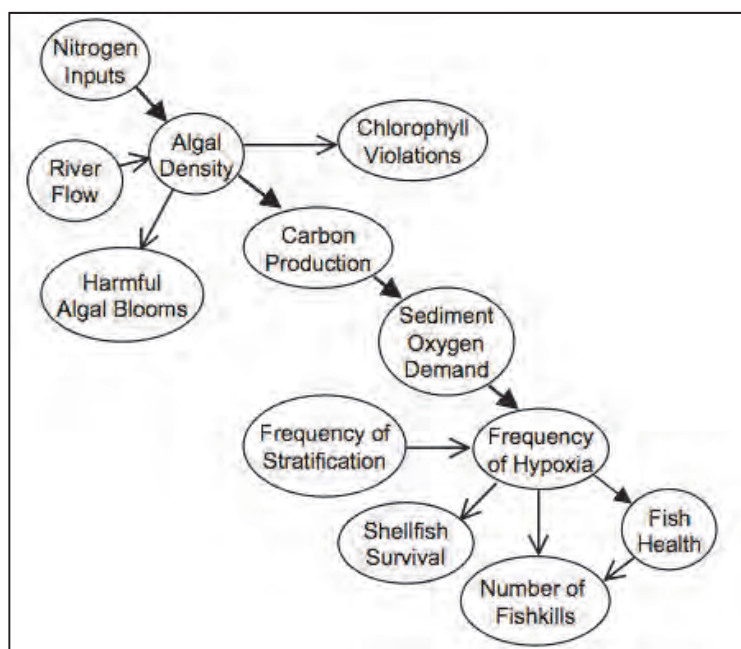 Nitrogen
Inputs
Algal
Density
Chlorophyll
Violations
River
Flow
Carbon
Production
Harmful
Algal Blooms
Sediment
Oxygen
Demand
Frequency of
Stratification
Frequency
of Hypoxia
Shellfish
Survival
Fish
Health
Number of
Fishkills